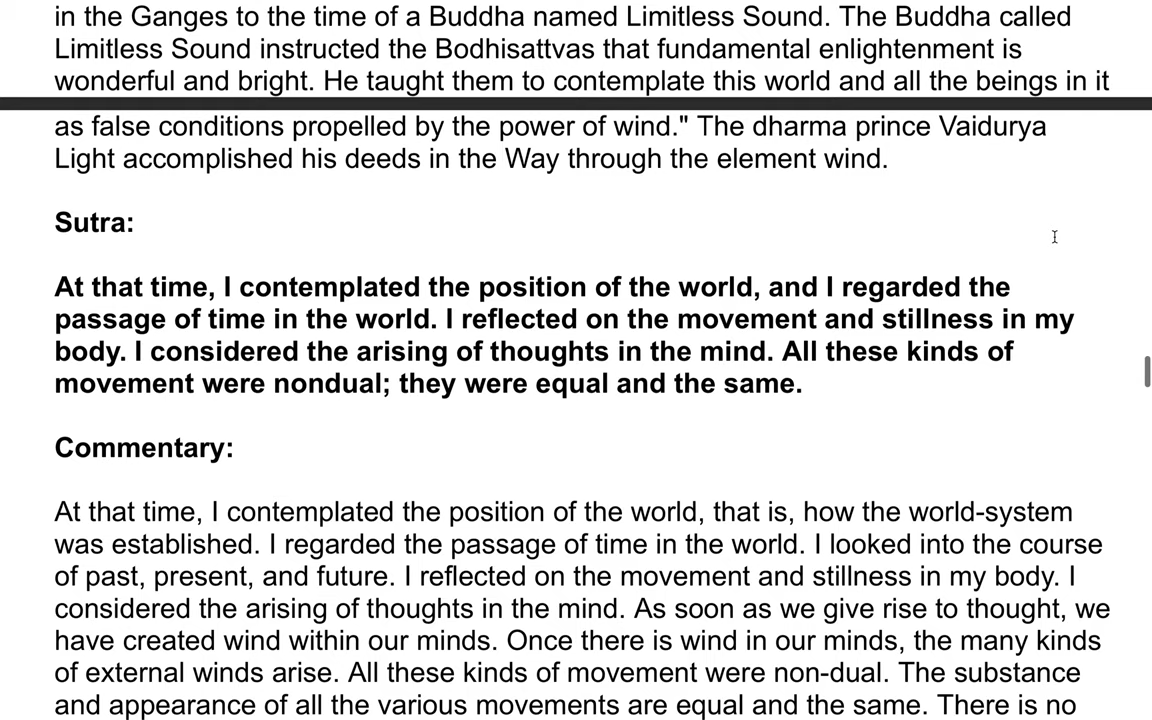 in the Ganges to the time of a Buddha named Limitless Sound. The Buddha called
Limitless Sound instructed the Bodhisattvas that fundamental enlightenment is
wonderful and bright. He taught them to contemplate this world and all the beings in it
as false conditions propelled by the power of wind." The dharma prince Vaidurya
Light accomplished his deeds in the Way through the element wind.
Sutra:
At that time, I contemplated the position of the world, and I regarded the
passage of time in the world. I reflected on the movement and stillness in my
body. I considered the arising of thoughts in the mind. All these kinds of
movement were nondual; they were equal and the same.
Commentary:
At that time, I contemplated the position of the world, that is, how the world-system
was established. I regarded the passage of time in the world. I looked into the course
of past, present, and future. I reflected on the movement and stillness in my body. I
considered the arising of thoughts in the mind. As soon as we give rise to thought, we
have created wind within our minds. Once there is wind in our minds, the many kinds
of external winds arise. All these kinds of movement were non-dual. The substance
and appearance of all the various movements are equal and the same. There is no